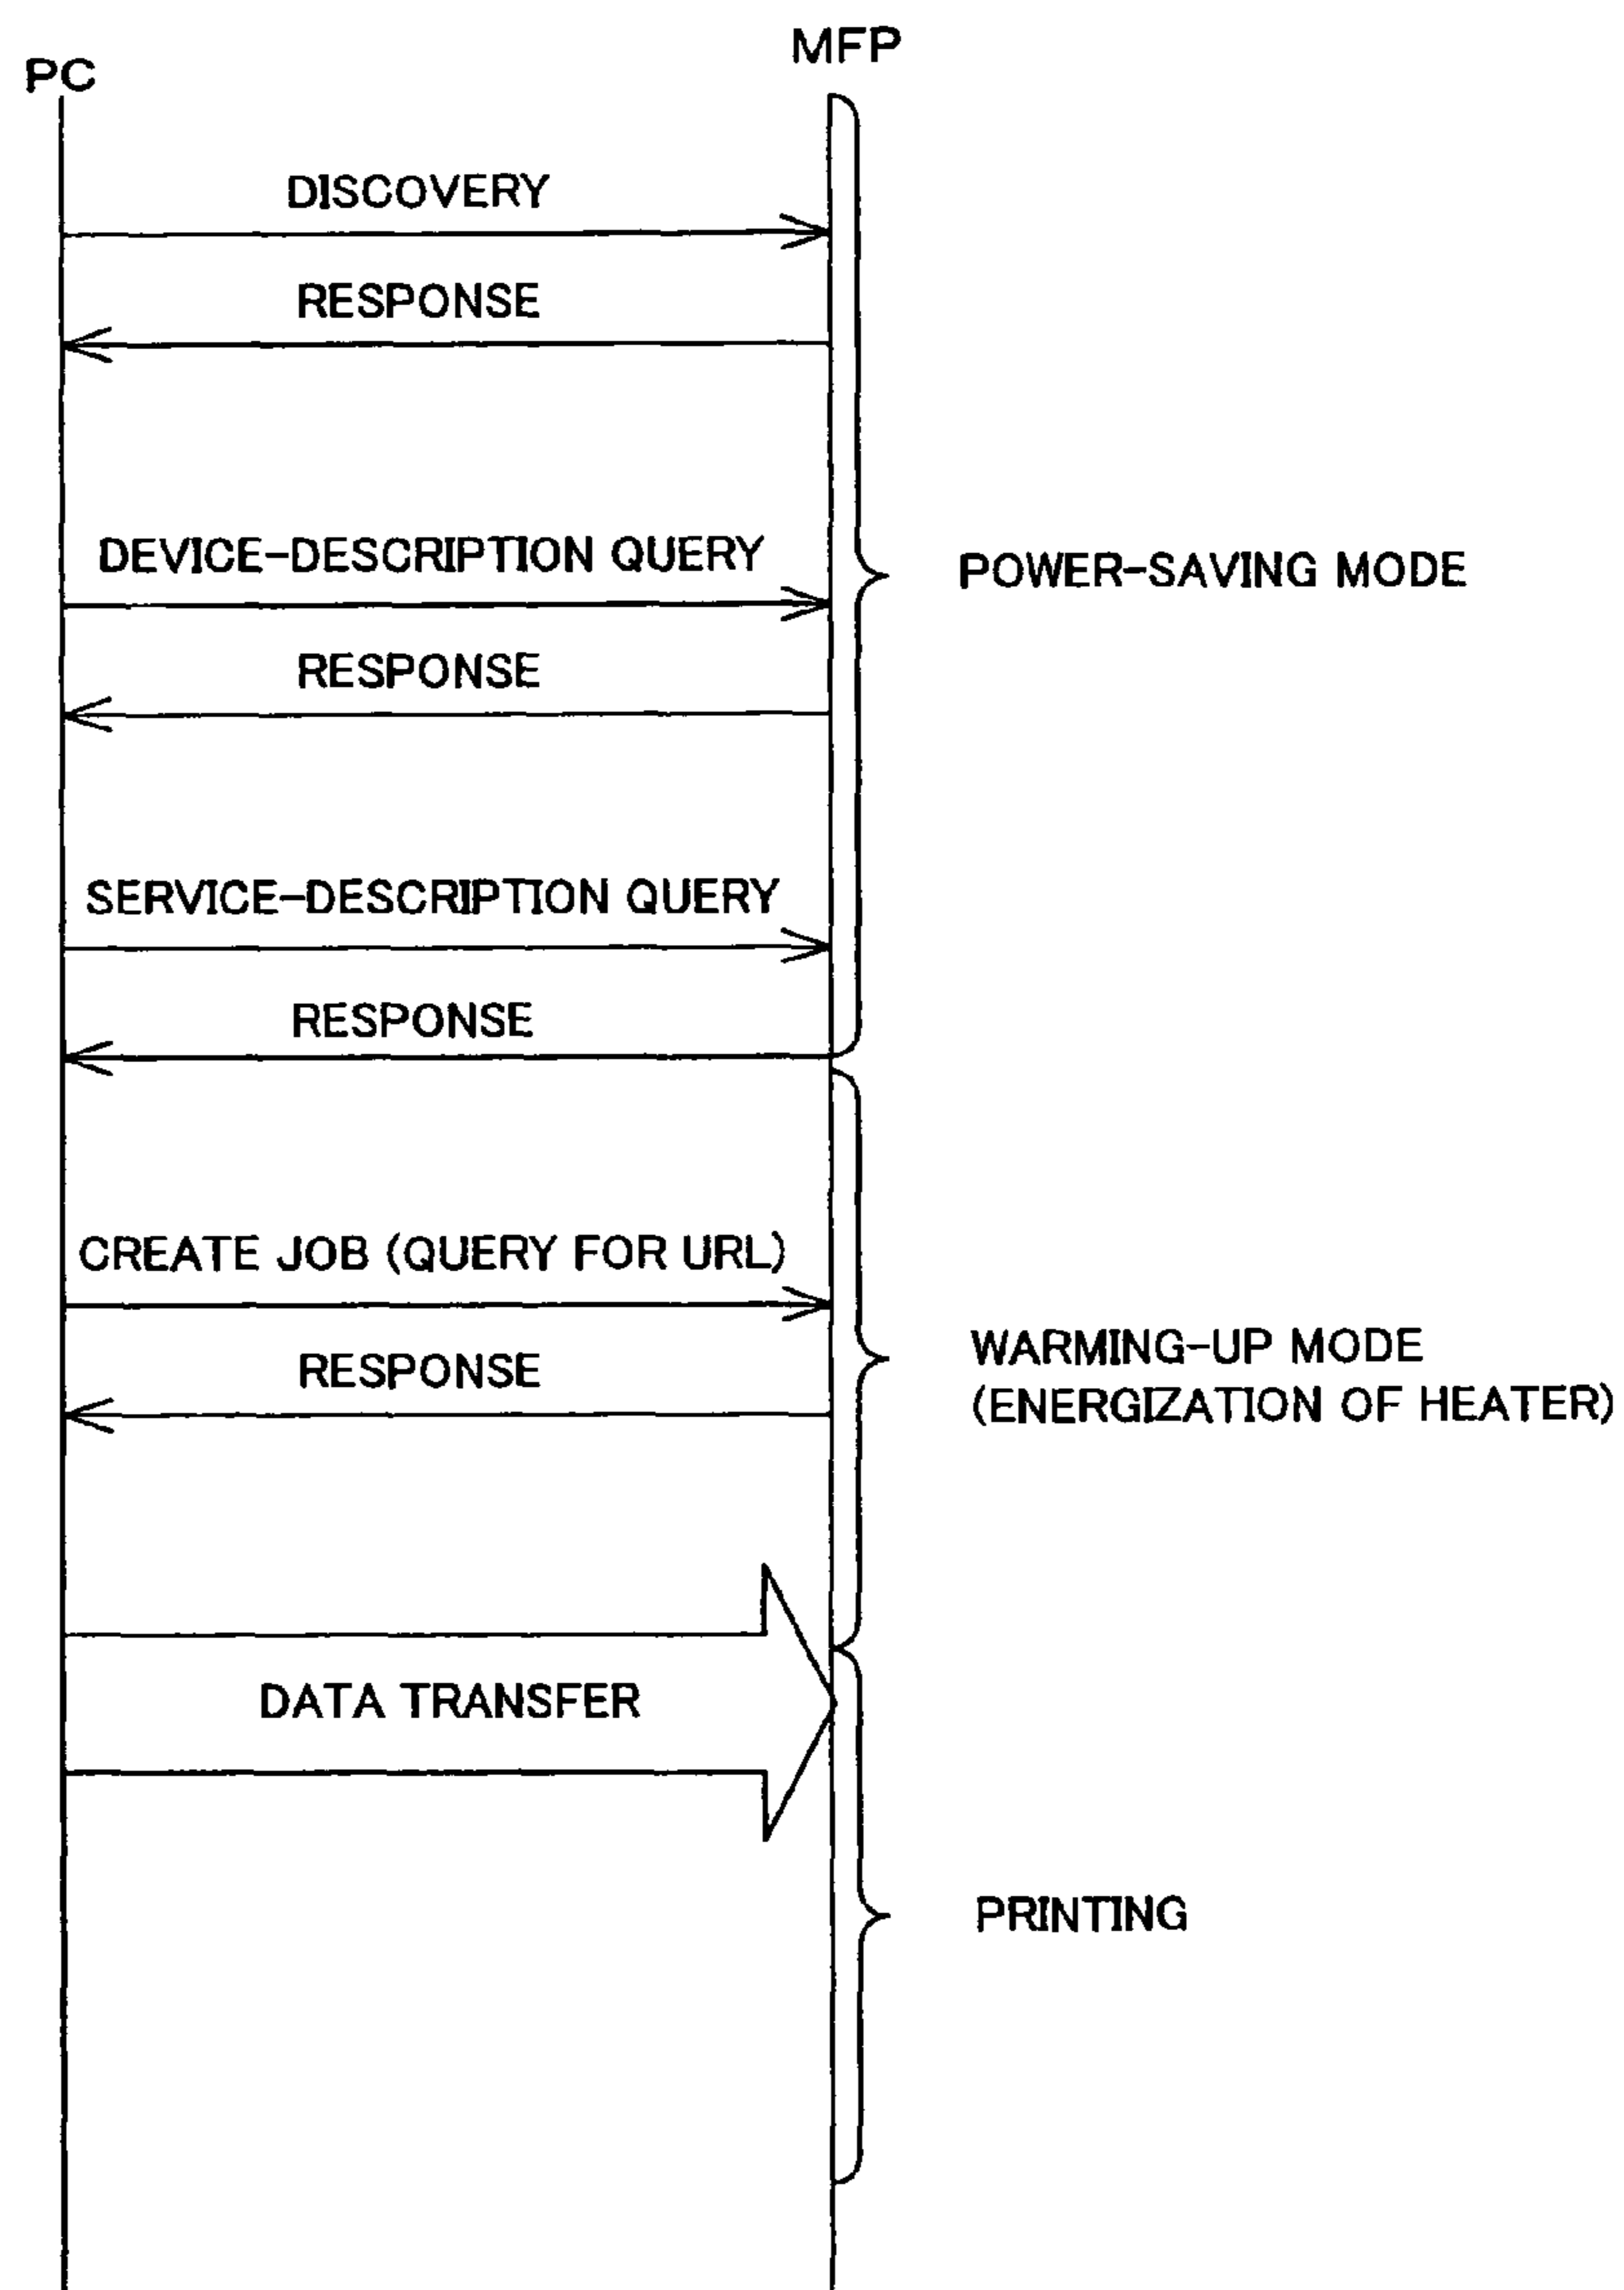 PC
MFP
DISCOVERY
RESPONSE
DEVICE-DESCRIPTION QUERY
POWER-SAVING MODE
RESPONSE
SERVICE-DESCRIPTION QUERY
RESPONSE
CREATE JOB (QUERY FOR URL)
RESPONSE
WARMING-UP MODE
(ENERGIZATION OF HEATER)
DATA TRANSFER
PRINTING